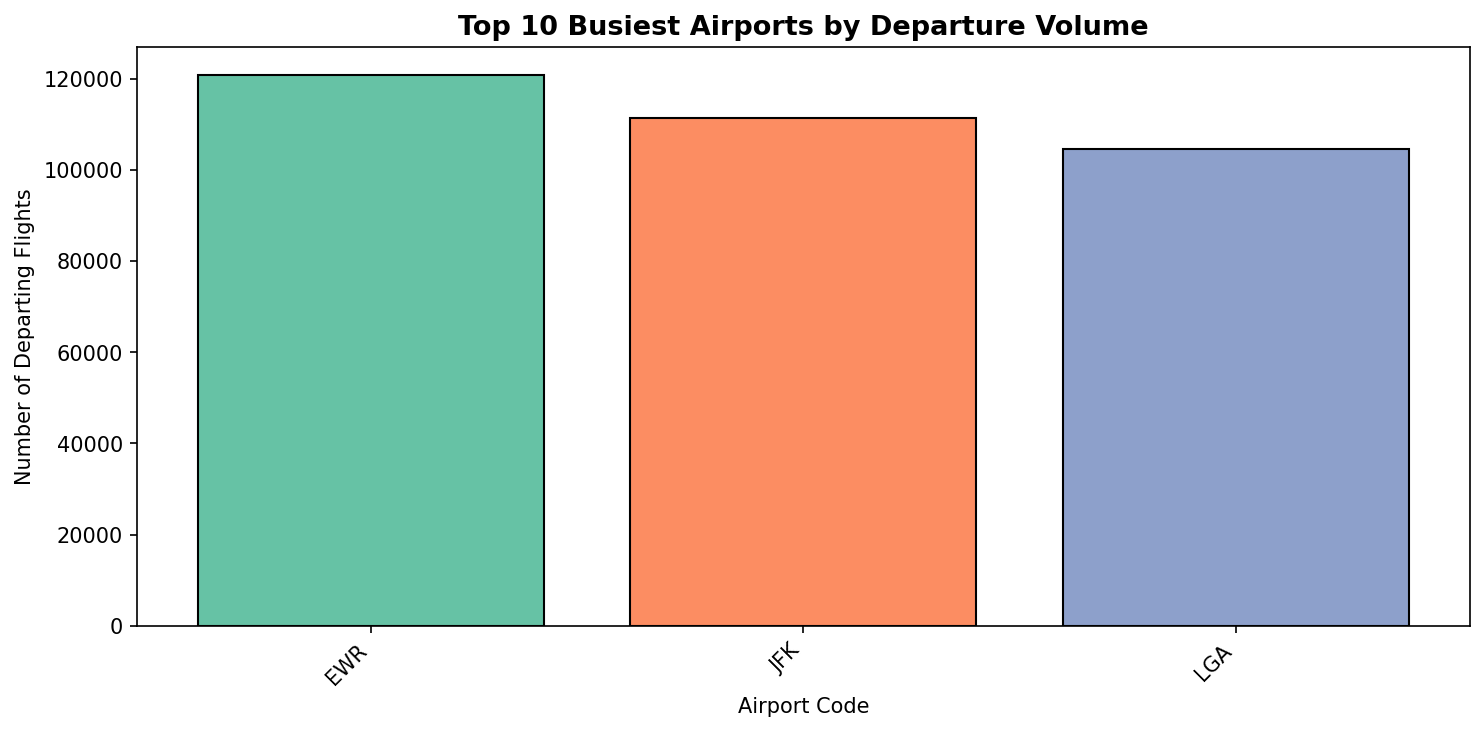 Top 10 Busiest Airports by Departure Volume
Number of Departing Flights
120000
100000
80000
60000
40000
20000
0
EWR
JFK
LGA
Airport Code